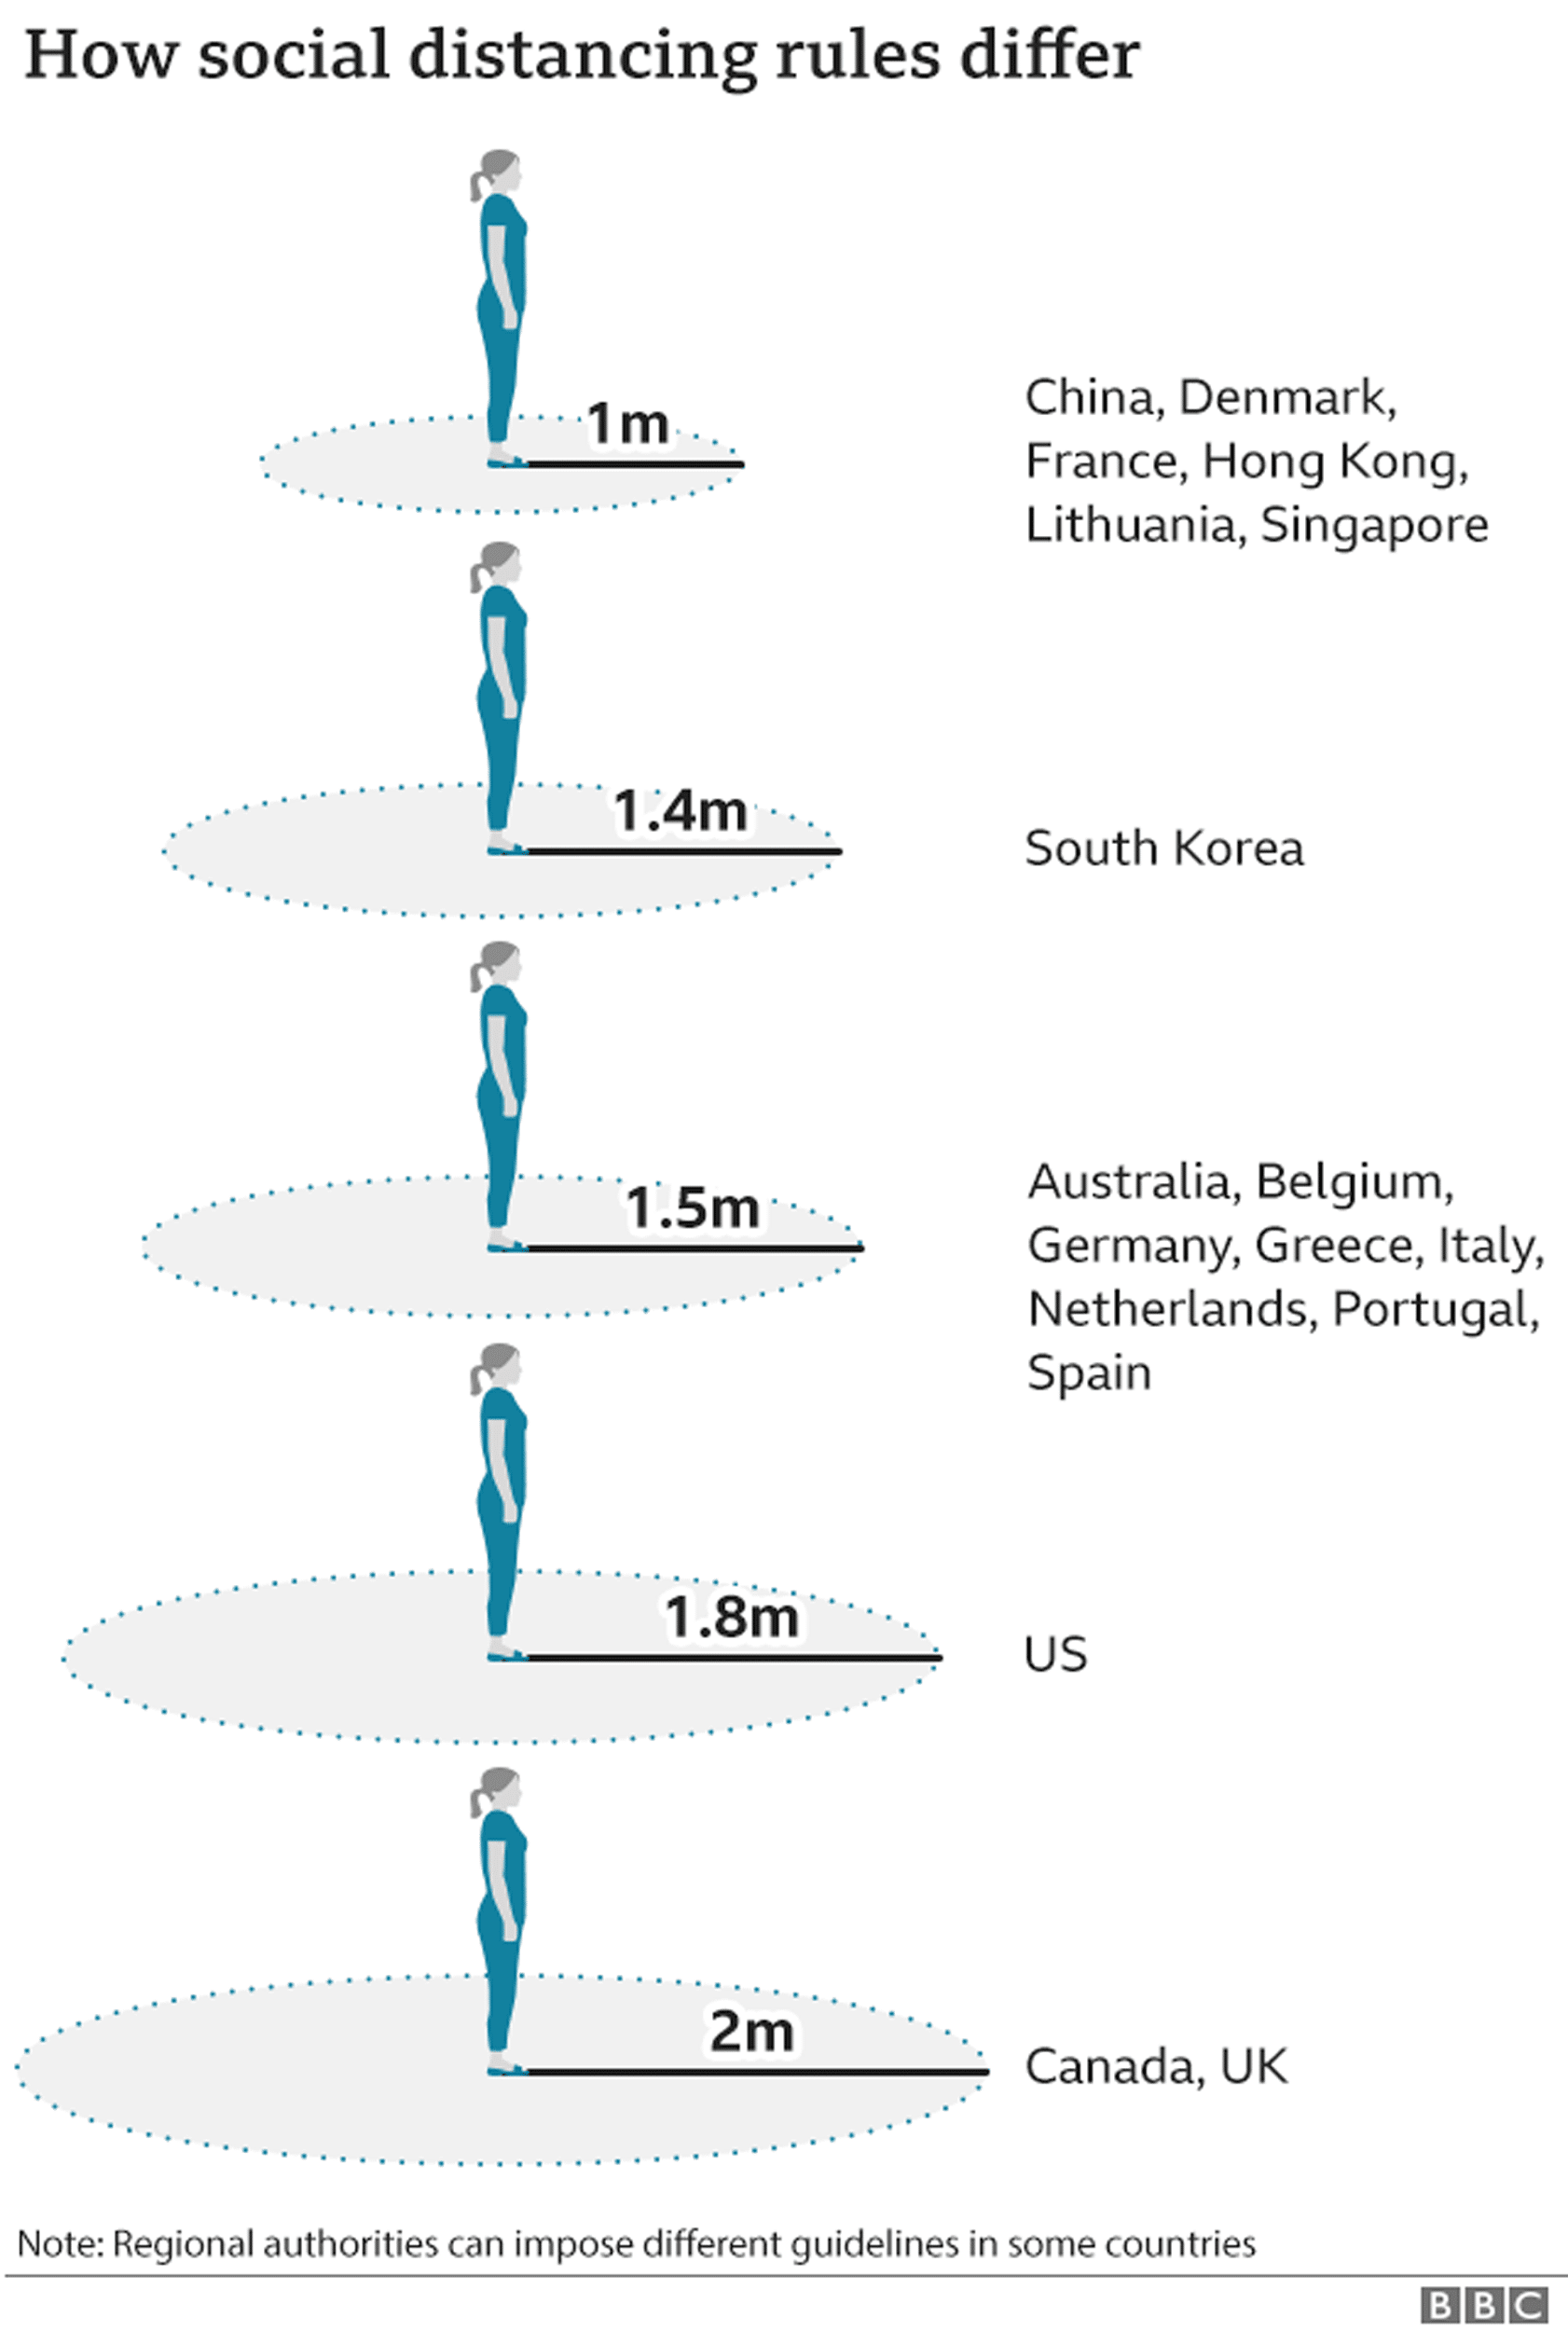 How social distancing rules differ
1m
China, Denmark,
France, Hong Kong,
Lithuania, Singapore
1.4m
South Korea
1.5m
Australia, Belgium,
Germany, Greece, Italy,
Netherlands, Portugal,
Spain
1.8m
US
2m
Canada, UK
Note: Regional authorities can impose different guidelines in some countries
BBC